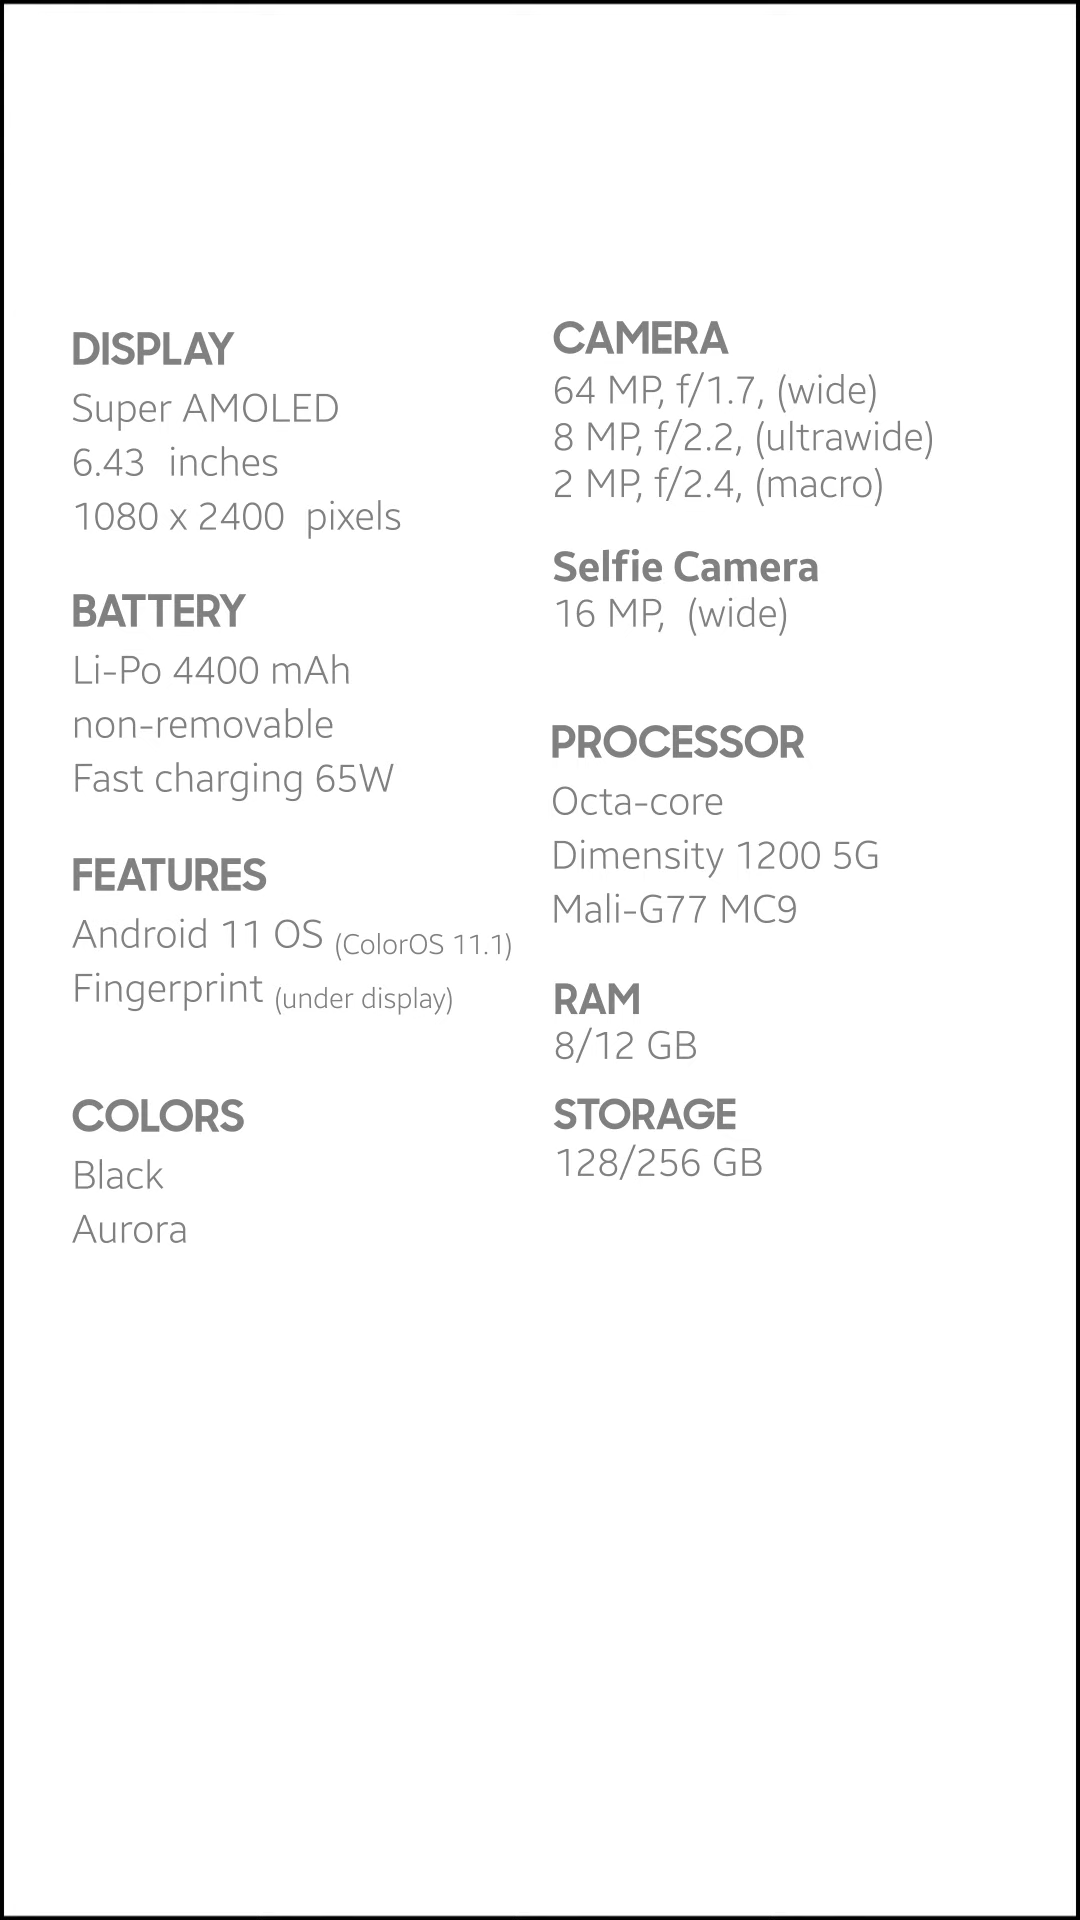 DISPLAY
Super AMOLED
6.43 inches
1080 x 2400 pixels
BATTERY
Li-Po 4400 mAh
non-removable
Fast charging 65W
FEATURES
Android 11 OS (ColorOS 11.1)
Fingerprint (under display)
COLORS
Black
Aurora
CAMERA
64 MP, f/1.7, (wide)
8 MP, f/2.2, (ultrawide)
2 MP, f/2.4, (macro)
Selfie Camera
16 MP, (wide)
PROCESSOR
Octa-core
Dimensity 1200 5G
Mali-G77 MC9
RAM
8/12 GB
STORAGE
128/256 GB